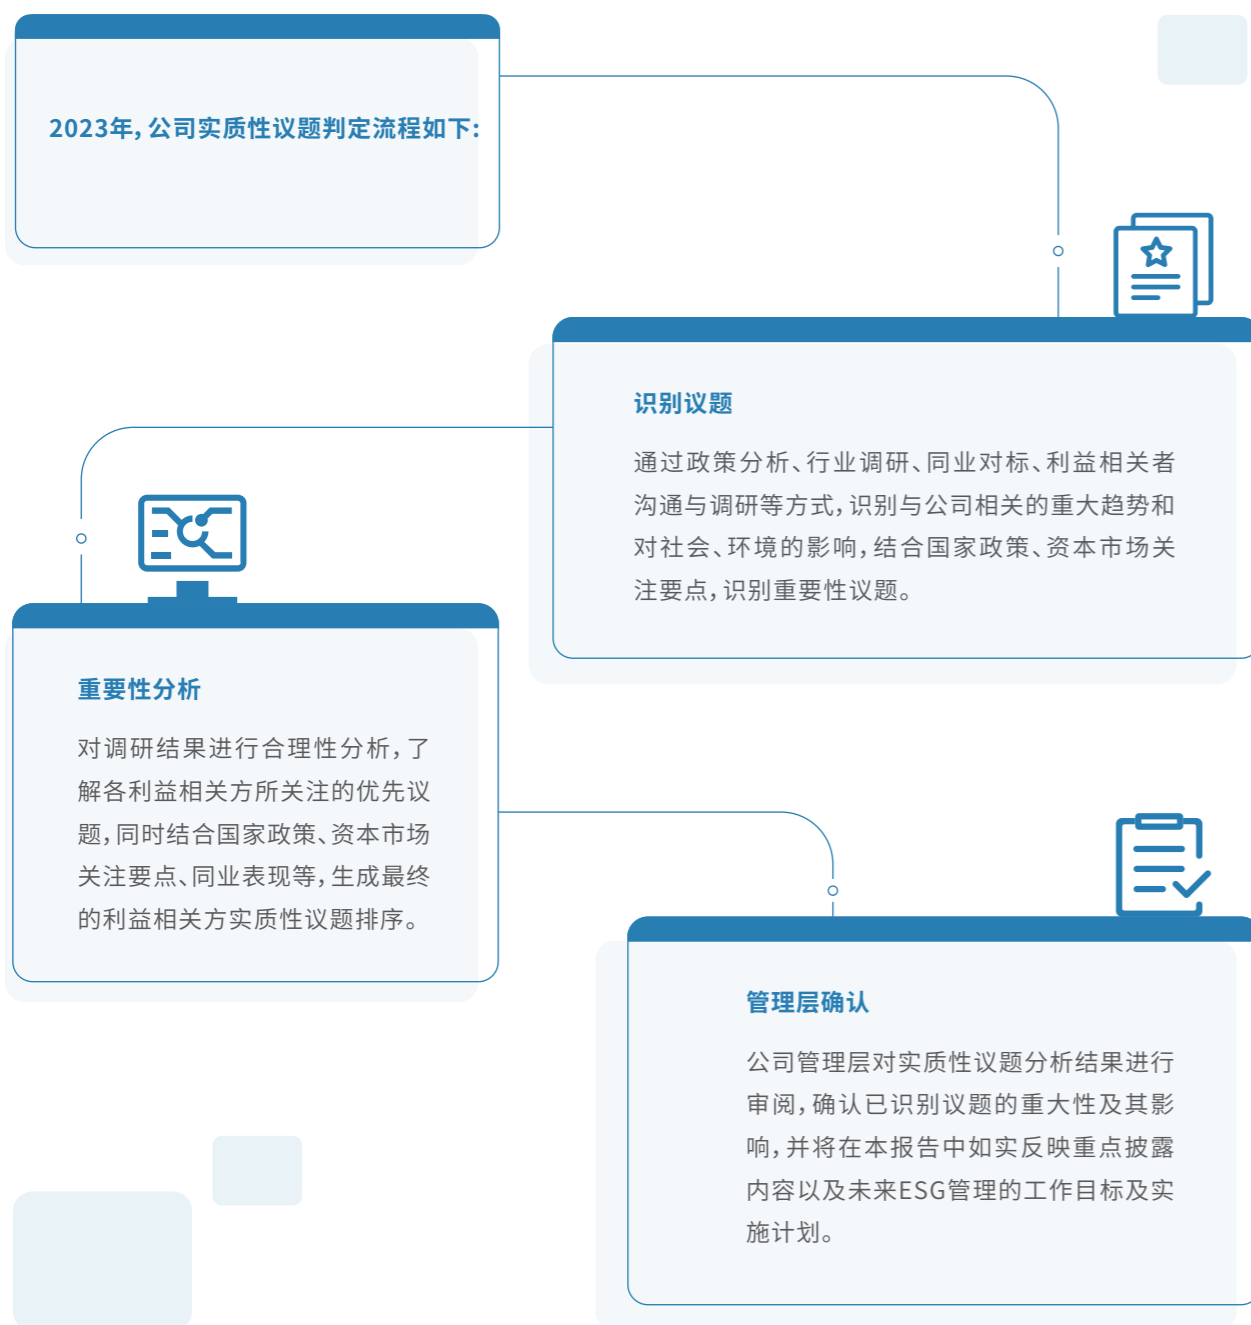 2023年，公司实质性议题判定流程如下：
识别议题
通过政策分析、行业调研、同业对标、利益相关者
沟通与调研等方式，识别与公司相关的重大趋势和
对社会、环境的影响，结合国家政策、资本市场关
注要点，识别重要性议题。
重要性分析
对调研结果进行合理性分析，了
解各利益相关方所关注的优先议
题，同时结合国家政策、资本市场
关注要点、同业表现等，生成最终
的利益相关方实质性议题排序。
管理层确认
公司管理层对实质性议题分析结果进行
审阅，确认已识别议题的重大性及其影
响，并将在本报告中如实反映重点披露
内容以及未来ESG管理的工作目标及实
施计划。